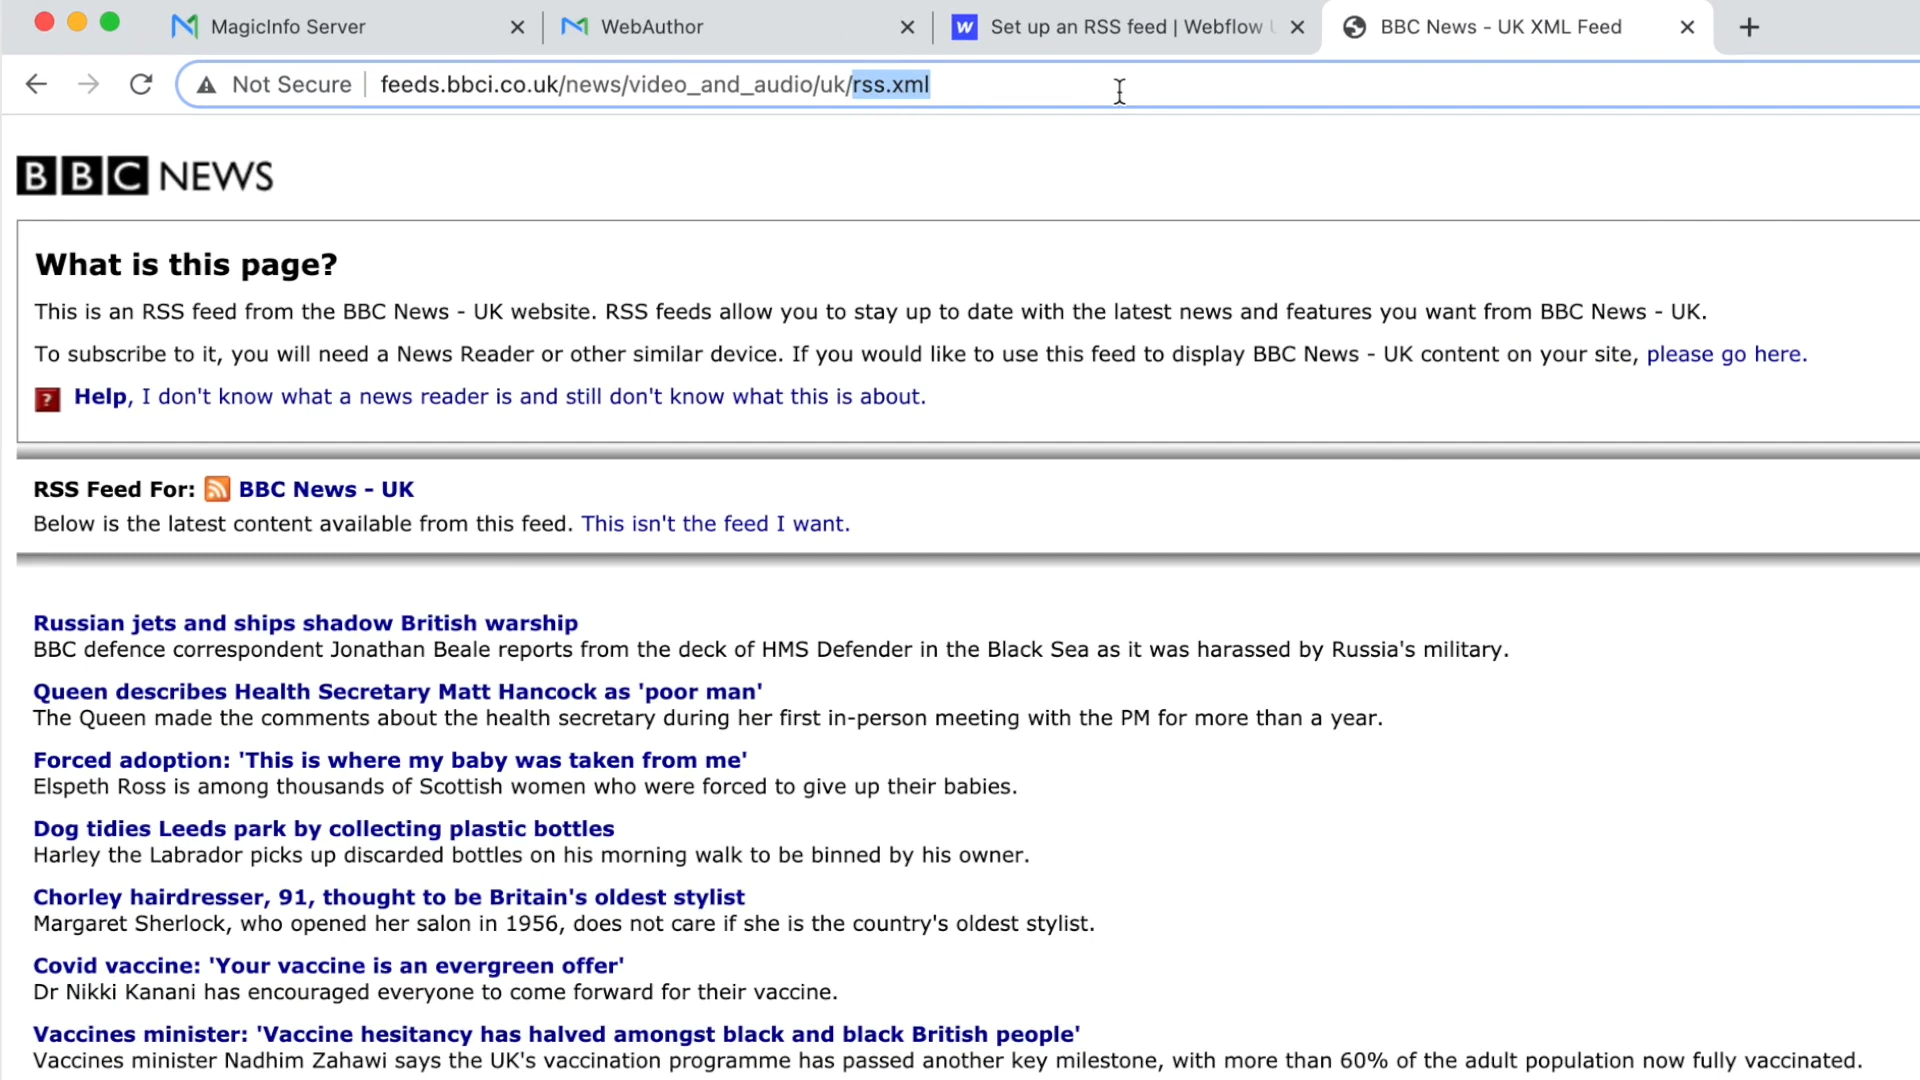 MagicInfo Server
WebAuthor
Set up an RSS feed | Webflow
BBC News - UK XML Feed
Not Secure
feeds.bbci.co.uk/news/video_and_audio/uk/rss.xml
BBC NEWS
What is this page?
This is an RSS feed from the BBC News - UK website. RSS feeds allow you to stay up to date with the latest news and features you want from BBC News - UK.
To subscribe to it, you will need a News Reader or other similar device. If you would like to use this feed to display BBC News - UK content on your site, please go here.
? Help, I don't know what a news reader is and still don't know what this is about.
RSS Feed For: BBC News - UK
Below is the latest content available from this feed. This isn't the feed I want.
Russian jets and ships shadow British warship
BBC defence correspondent Jonathan Beale reports from the deck of HMS Defender in the Black Sea as it was harassed by Russia's military.
Queen describes Health Secretary Matt Hancock as 'poor man'
The Queen made the comments about the health secretary during her first in-person meeting with the PM for more than a year.
Forced adoption: 'This is where my baby was taken from me'
Elspeth Ross is among thousands of Scottish women who were forced to give up their babies.
Dog tidies Leeds park by collecting plastic bottles
Harley the Labrador picks up discarded bottles on his morning walk to be binned by his owner.
Chorley hairdresser, 91, thought to be Britain's oldest stylist
Margaret Sherlock, who opened her salon in 1956, does not care if she is the country's oldest stylist.
Covid vaccine: 'Your vaccine is an evergreen offer'
Dr Nikki Kanani has encouraged everyone to come forward for their vaccine.
Vaccines minister: 'Vaccine hesitancy has halved amongst black and black British people'
Vaccines minister Nadhim Zahawi says the UK's vaccination programme has passed another key milestone, with more than 60% of the adult population now fully vaccinated.